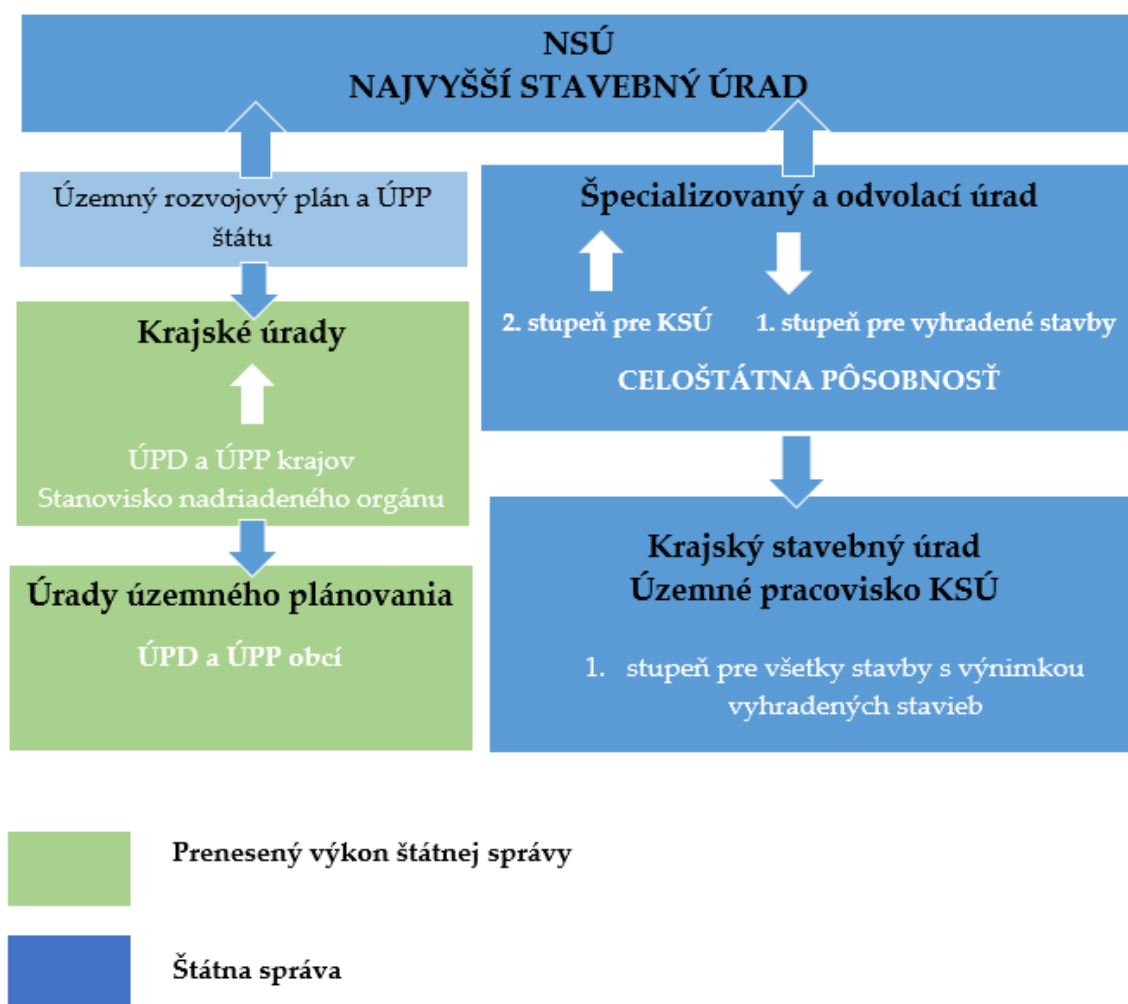 NSÚ
NAJVYŠŠÍ STAVEBNÝ ÚRAD
Územný rozvojový plán a ÚPP
štátu
Krajské úrady
ÚPD a ÚPP krajov
Stanovisko nadriadeného orgánu
Úrady územného plánovania
ÚPD a ÚPP obcí
Špecializovaný a odvolací úrad
2. stupeň pre KSÚ 1. stupeň pre vyhradené stavby
CELOŠTÁTNA PÔSOBNOSŤ
Krajský stavebný úrad
Územné pracovisko KSÚ
1. stupeň pre všetky stavby s výnimkou
vyhradených stavieb
Prenesený výkon štátnej správy
Štátna správa